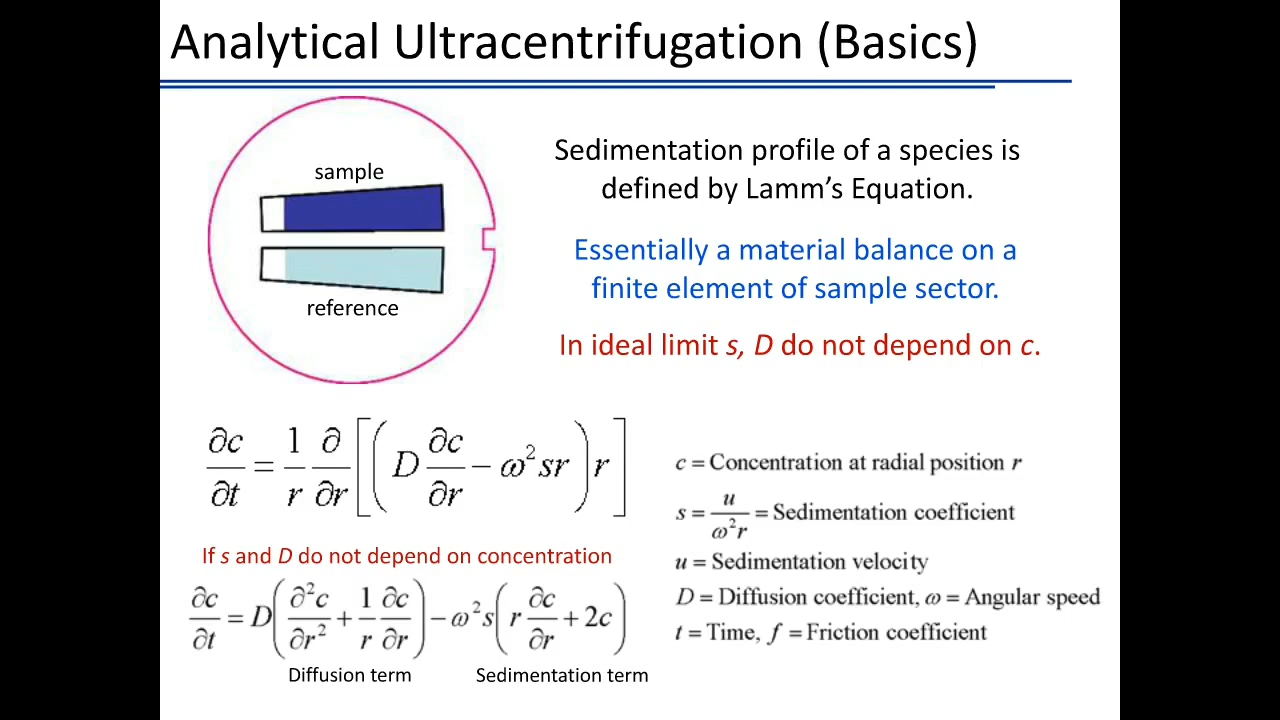 Analytical Ultracentrifugation (Basics)
sample
reference
Sedimentation profile of a species is
defined by Lamm’s Equation.
Essentially a material balance on a
finite element of sample sector.
In ideal limit s, D do not depend on c.
∂c/∂t = 1/r ∂/∂r [(D ∂c/∂r − ω²sr) r]
If s and D do not depend on concentration
∂c/∂t = D(∂²c/∂r² + 1/r ∂c/∂r) − ω²s(r ∂c/∂r + 2c)
Diffusion term Sedimentation term
c = Concentration at radial position r
s = u/ω²r = Sedimentation coefficient
u = Sedimentation velocity
D = Diffusion coefficient, ω = Angular speed
t = Time, f = Friction coefficient